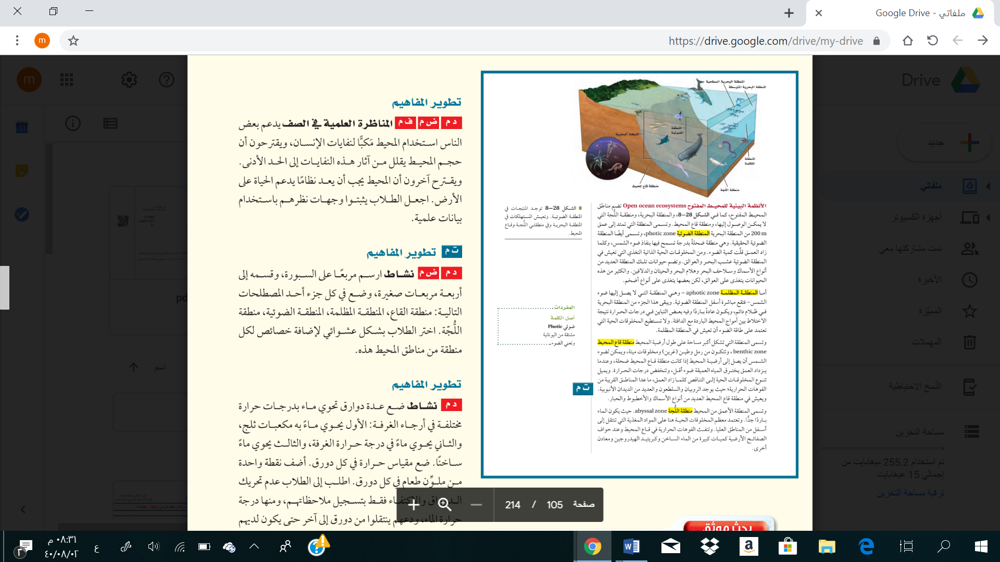 ملفاتي - Google Drive
https://drive.google.com/drive/my-drive
m
m
Drive
31
جديد
ملفاتي
أجهزة الكمبيوتر
تمت مشاركتها معي
الأخيرة
المميّزة
المهملات
النُسخ الاحتياطية
مساحة التخزين
تم استخدام 255.2 ميغابايت من
إجمالي 15 غيغابايت
ترقية مساحة التخزين
اسم
المنطقة البحرية السطحية
المنطقة البحرية المتوسطة
المنطقة
الضوئية
المنطقة البحرية
المنطقة
المظلمة
منطقة اللُّجة
منطقة قاع المحيط
الأنظمة البيئية للمحيط المفتوح Open ocean ecosystems تضم مناطق
المحيط المفتوح، كما في الشكل 28–8، والمنطقة البحرية، ومنطقة اللُّجة التي
لا يمكن الوصول إليها، ومنطقة قاع المحيط. وتسمى المنطقة التي تمتد إلى عمق
200 m من المنطقة البحرية المنطقة الضوئية photic zone، وتسمى أيضًا المنطقة
الضوئية الحقيقية. وهي منطقة ضحلةً بدرجة تسمح فيها بنفاذ ضوء الشمس، وكلما
زاد العمق قلّت كمية الضوء. ومن المخلوقات الحية الذاتية التغذي التي تعيش في
المنطقة الضوئية عشب البحر والعوالق. وتضم حيوانات تلك المنطقة العديد من
أنواع الأسماك وسلاحف البحر وهلام البحر والحيتان والدلافين. والكثير من هذه
الحيوانات يتغذى على العوالق، لكن بعضها يتغذى على أنواع أضخم.
أما المنطقة المظلمة aphotic zone – وهي المنطقة التي لا يصل إليها ضوء
الشمس– فتقع مباشرة أسفل المنطقة الضوئية. ويبقى هذا الجزء من المنطقة البحرية
في ظلام دائم، ويكون عادةً باردًا وفيه بعض التباين في درجات الحرارة نتيجة
الاختلاط بين أمواج المحيط الباردة مع الدافئة. ولا تستطيع المخلوقات الحية التي
تعتمد على طاقة الضوء أن تعيش في المنطقة المظلمة.
وتسمى المنطقة التي تشكل أكبر مساحة على طول أرضية المحيط منطقة قاع المحيط
benthic zone، وتتكون من رمل وطين (غرين) ومخلوقات ميتة، ويمكن لضوء
الشمس أن يصل إلى أرضية المحيط إذا كانت منطقة قاع المحيط ضحلة، وعندما
يزداد العمق يخترق المياه العميقة ضوء أقل، وتنخفض درجات الحرارة. ويميل
تنوع المخلوقات الحية إلى التناقص كلما زاد العمق، ما عدا المناطق القريبة من
الفوهات الحرارية؛ حيث يوجد الروبيان والسلطعون والعديد من الديدان الأنبوبية.
ويعيش في منطقة قاع المحيط العديد من أنواع الأسماك والأخطبوط والحبار.
وتسمى المنطقة الأعمق من المحيط منطقة اللُّجة abyssal zone. حيث يكون الماء
باردًا جدًّا. وتعتمد معظم المخلوقات الحية هنا على المواد المغذية التي تنتقل إلى
أسفل من المناطق العليا. وتنفث الفوهات الحرارية في قاع المحيط وعند حواف
الصفائح الأرضية كميات كبيرة من الماء الساخن وكبريتيد الهيدروجين ومعادن
أخرى.
الشكل 28–8 توجد المنتِجات في
المنطقة الضوئية. وتعيش المستهلكات في
المنطقة البحرية وفي منطقتي اللُّجة وقاع
المحيط.
المفردات
أصل الكلمة
ضوئي Photic
مشتقة من اليونانية
وتعني الضوء.
ت م
تطوير المفاهيم
د م ض م ف م المناظرة العلمية في الصف يدعم بعض
الناس استخدام المحيط مَكبًّا لنفايات الإنسان، ويقترحون أن
حجم المحيط يقلل من آثار هذه النفايات إلى الحد الأدنى.
ويقترح آخرون أن المحيط يجب أن يعد نظامًا يدعم الحياة على
الأرض. اجعل الطلاب يثبتوا وجهات نظرهم باستخدام
بيانات علمية.
ت م تطوير المفاهيم
د م ض م نشاط ارسم مربعًا على السبورة، وقسمه إلى
أربعة مربعات صغيرة، وضع في كل جزء أحد المصطلحات
التالية: منطقة القاع، المنطقة المظلمة، المنطقة الضوئية، منطقة
اللُّجّة. اختر الطلاب بشكل عشوائي لإضافة خصائص لكل
منطقة من مناطق المحيط هذه.
تطوير المفاهيم
د م نشاط ضع عدة دوارق تحوي ماء بدرجات حرارة
مختلفة في أرجاء الغرفة: الأول يحوي ماءً به مكعبات ثلج،
والثاني يحوي ماءً في درجة حرارة الغرفة، والثالث يحوي ماءً
ساخنًا. ضع مقياس حرارة في كل دورق. أضف نقطة واحدة
من ملوِّن طعام في كل دورق. اطلب إلى الطلاب عدم تحريك
الدوارق والاكتفاء فقط بتسجيل ملاحظاتهم، ومنها درجة
حرارة الماء، ودعهم ينتقلوا من دورق إلى آخر حتى يكون لديهم
صفحة 105 / 214
بحث موثق
pd
٠٨:٣١ م
٤٠/٠٨/٠٢
ع
٢